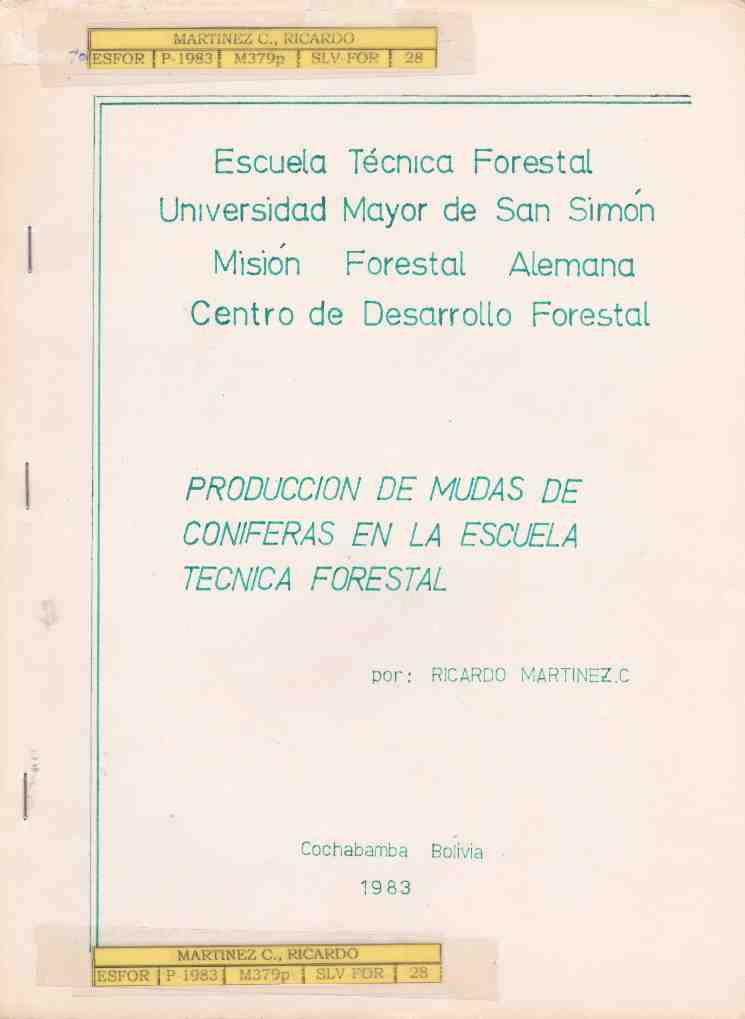 MARTINEZ C., RICARDO
ESFOR P-1983 M379p SLV-FOR 28
Escuela Técnica Forestal
Universidad Mayor de San Simón
Misión Forestal Alemana
Centro de Desarrollo Forestal
PRODUCCION DE MUDAS DE
CONIFERAS EN LA ESCUELA
TECNICA FORESTAL
por: RICARDO MARTINEZ.C
Cochabamba Bolivia
1983
MARTINEZ C., RICARDO
ESFOR P-1983 M379p SLV-FOR 28